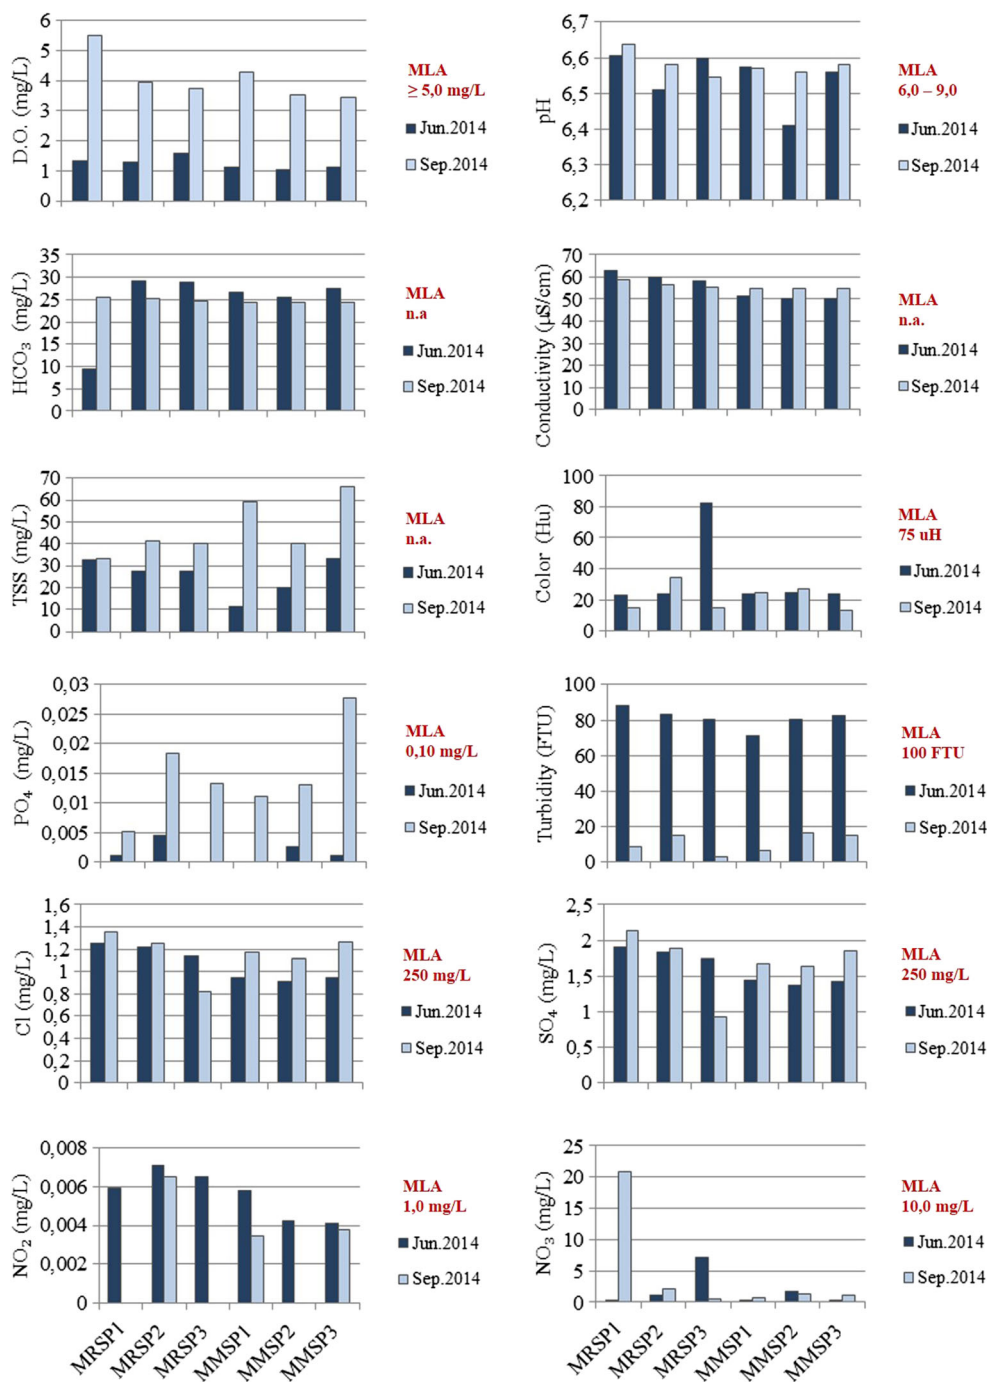 D.O. (mg/L)
6
5
4
3
2
1
0
MLA
≥ 5,0 mg/L
Jun.2014
Sep.2014
pH
6,7
6,6
6,5
6,4
6,3
6,2
MLA
6,0 – 9,0
Jun.2014
Sep.2014
HCO₃ (mg/L)
35
30
25
20
15
10
5
0
MLA
n.a
Jun.2014
Sep.2014
Conductivity (µS/cm)
70
60
50
40
30
20
10
0
MLA
n.a.
Jun.2014
Sep.2014
TSS (mg/L)
70
60
50
40
30
20
10
0
MLA
n.a.
Jun.2014
Sep.2014
Color (Hu)
100
80
60
40
20
0
MLA
75 uH
Jun.2014
Sep.2014
PO₄ (mg/L)
0,03
0,025
0,02
0,015
0,01
0,005
0
MLA
0,10 mg/L
Jun.2014
Sep.2014
Turbidity (FTU)
100
80
60
40
20
0
MLA
100 FTU
Jun.2014
Sep.2014
Cl (mg/L)
1,6
1,4
1,2
1
0,8
0,6
0,4
0,2
0
MLA
250 mg/L
Jun.2014
Sep.2014
SO₄ (mg/L)
2,5
2
1,5
1
0,5
0
MLA
250 mg/L
Jun.2014
Sep.2014
NO₂ (mg/L)
0,008
0,006
0,004
0,002
0
MLA
1,0 mg/L
Jun.2014
Sep.2014
MRSP1
MRSP2
MRSP3
MMSP1
MMSP2
MMSP3
NO₃ (mg/L)
25
20
15
10
5
0
MLA
10,0 mg/L
Jun.2014
Sep.2014
MRSP1
MRSP2
MRSP3
MMSP1
MMSP2
MMSP3